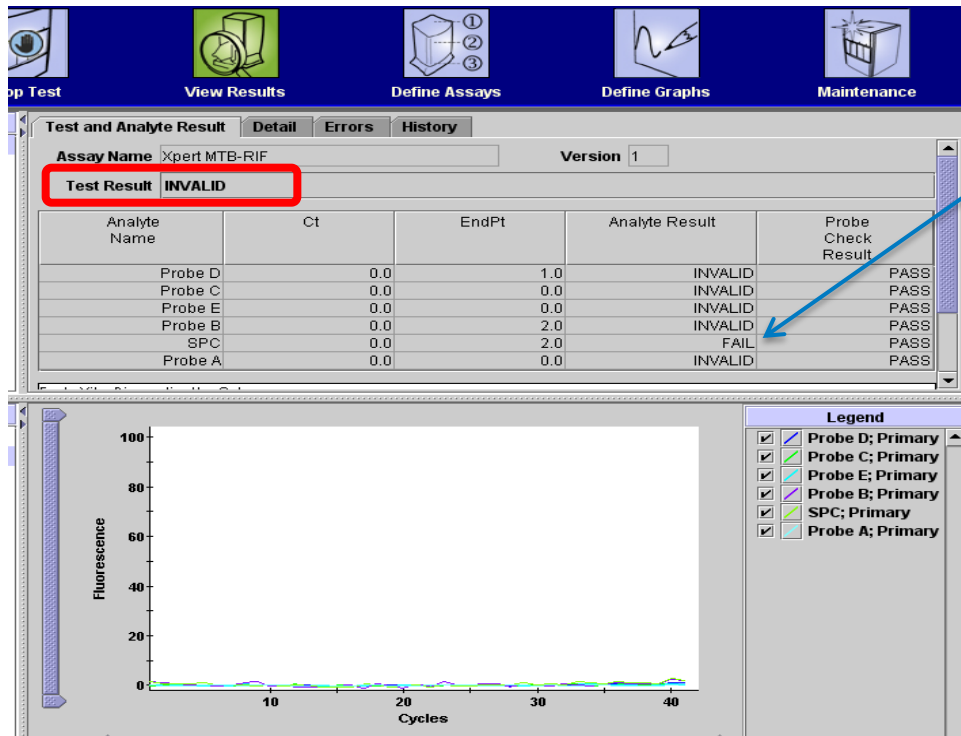 ①
②
③
op Test View Results Define Assays Define Graphs Maintenance
Test and Analyte Result Detail Errors History
Assay Name Xpert MTB-RIF Version 1
Test Result INVALID
Analyte Name Ct EndPt Analyte Result Probe Check Result
Probe D 0.0 1.0 INVALID PASS
Probe C 0.0 0.0 INVALID PASS
Probe E 0.0 0.0 INVALID PASS
Probe B 0.0 2.0 INVALID PASS
SPC 0.0 2.0 FAIL PASS
Probe A 0.0 0.0 INVALID PASS
Legend
Probe D; Primary
Probe C; Primary
Probe E; Primary
Probe B; Primary
SPC; Primary
Probe A; Primary
100
80
60
40
20
0
Fluorescence
10 20 30 40
Cycles